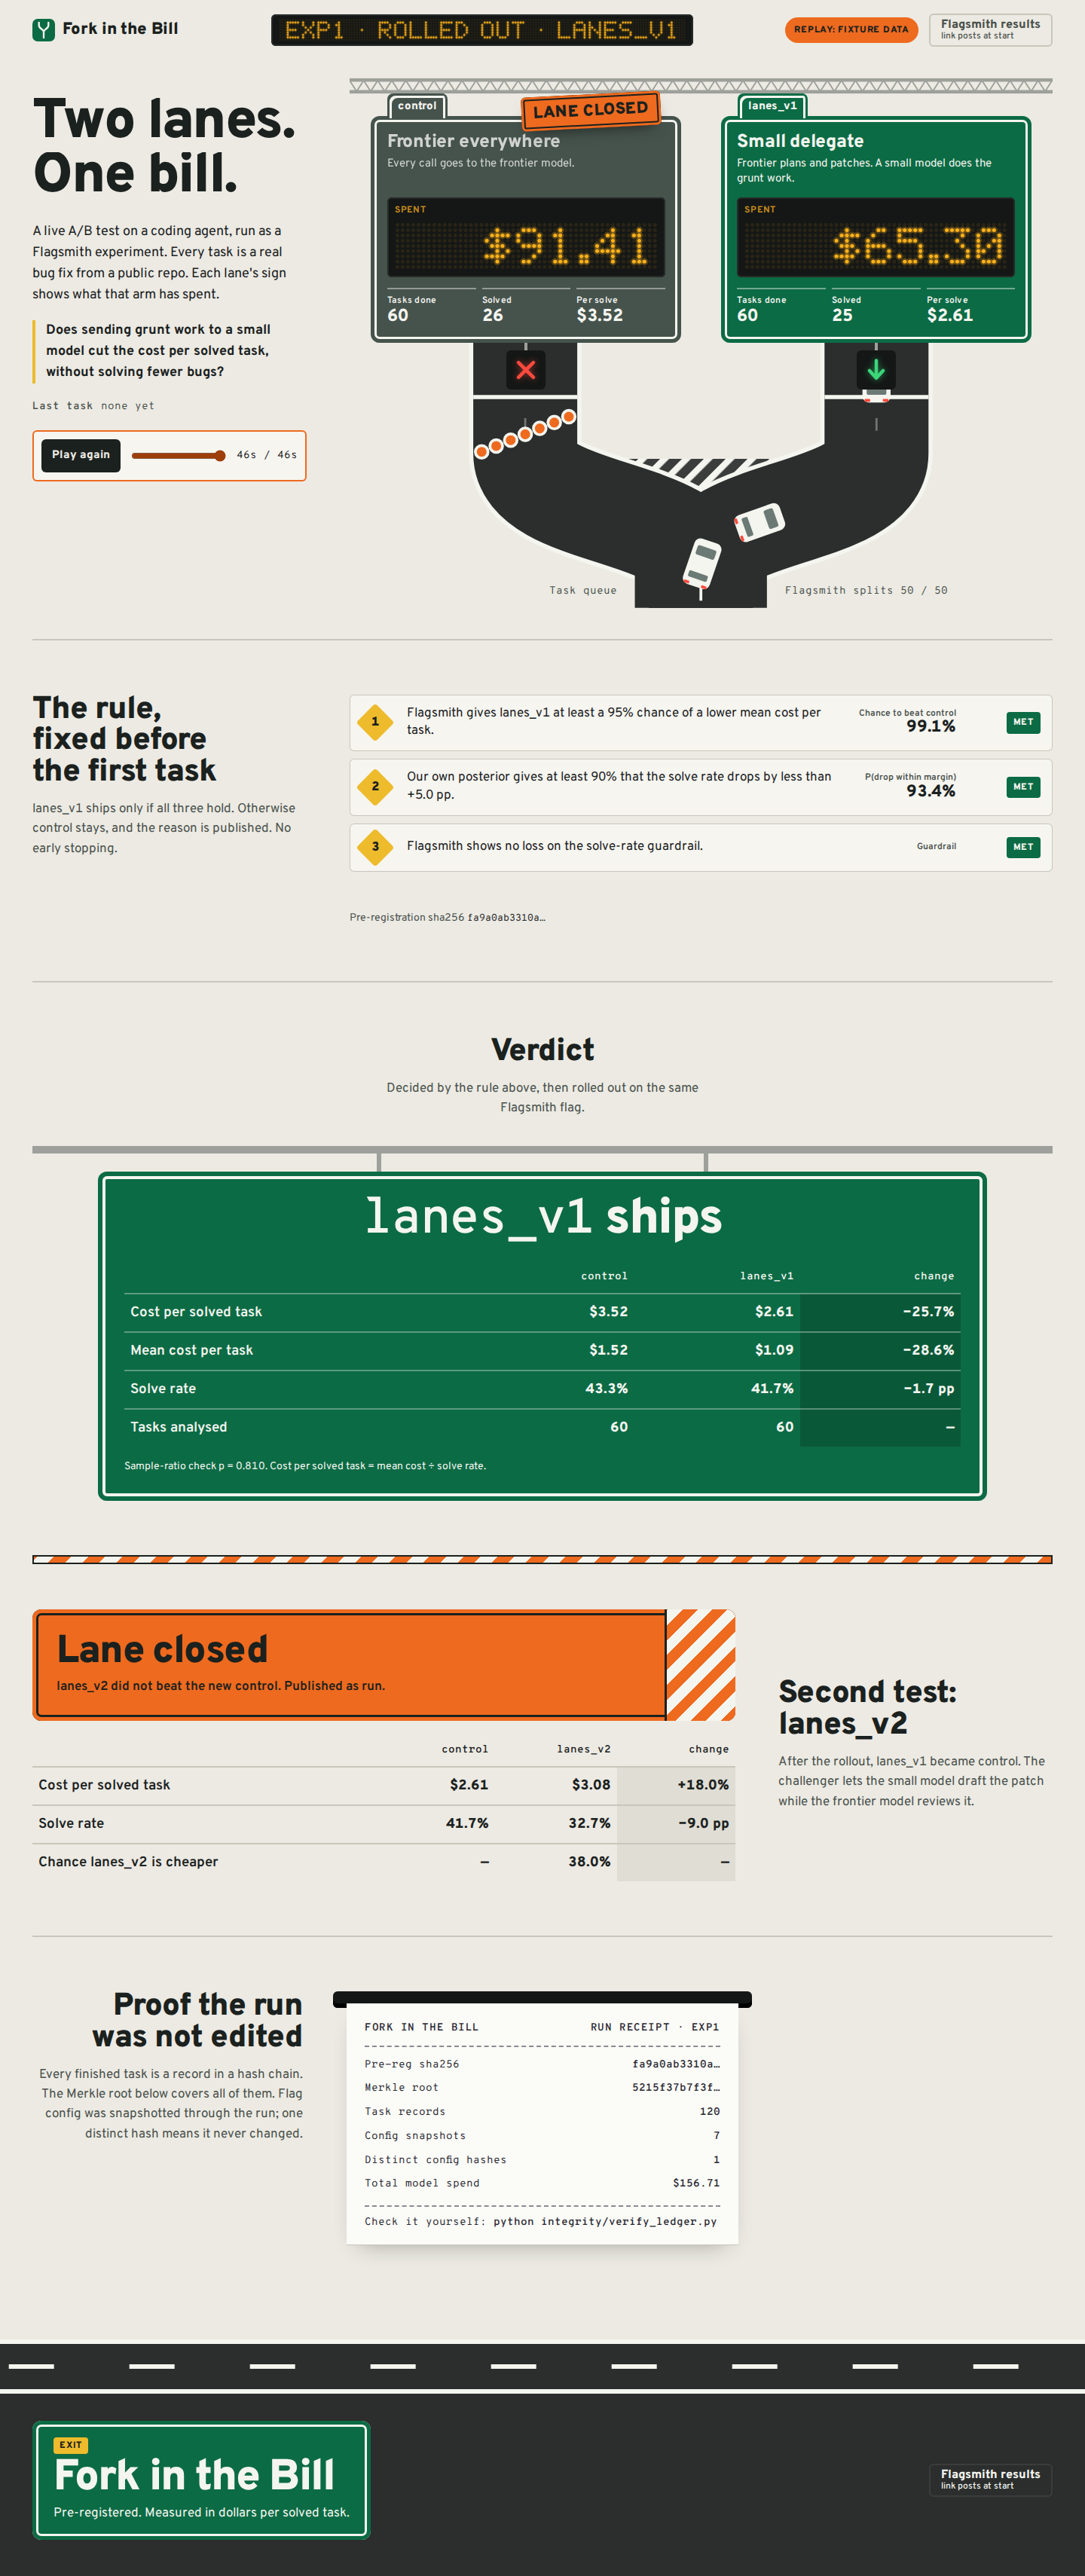 Fork in the Bill
EXP1 · ROLLED OUT · LANES_V1
REPLAY: FIXTURE DATA
Flagsmith results
link posts at start
Two lanes.
One bill.
A live A/B test on a coding agent, run as a
Flagsmith experiment. Every task is a real
bug fix from a public repo. Each lane's sign
shows what that arm has spent.
Does sending grunt work to a small
model cut the cost per solved task,
without solving fewer bugs?
Last task none yet
Play again
46s / 46s
control
LANE CLOSED
Frontier everywhere
Every call goes to the frontier model.
SPENT
$91.41
Tasks done Solved Per solve
60 26 $3.52
lanes_v1
Small delegate
Frontier plans and patches. A small model does the
grunt work.
SPENT
$65.30
Tasks done Solved Per solve
60 25 $2.61
Task queue
Flagsmith splits 50 / 50
The rule,
fixed before
the first task
lanes_v1 ships only if all three hold. Otherwise
control stays, and the reason is published. No
early stopping.
1
Flagsmith gives lanes_v1 at least a 95% chance of a lower mean cost per
task.
Chance to beat control
99.1%
MET
2
Our own posterior gives at least 90% that the solve rate drops by less than
+5.0 pp.
P(drop within margin)
93.4%
MET
3
Flagsmith shows no loss on the solve-rate guardrail.
Guardrail
MET
Pre-registration sha256 fa9a0ab3310a…
Verdict
Decided by the rule above, then rolled out on the same
Flagsmith flag.
lanes_v1 ships
control lanes_v1 change
Cost per solved task $3.52 $2.61 −25.7%
Mean cost per task $1.52 $1.09 −28.6%
Solve rate 43.3% 41.7% −1.7 pp
Tasks analysed 60 60 —
Sample-ratio check p = 0.810. Cost per solved task = mean cost ÷ solve rate.
Lane closed
lanes_v2 did not beat the new control. Published as run.
control lanes_v2 change
Cost per solved task $2.61 $3.08 +18.0%
Solve rate 41.7% 32.7% −9.0 pp
Chance lanes_v2 is cheaper — 38.0% —
Second test:
lanes_v2
After the rollout, lanes_v1 became control. The
challenger lets the small model draft the patch
while the frontier model reviews it.
Proof the run
was not edited
Every finished task is a record in a hash chain.
The Merkle root below covers all of them. Flag
config was snapshotted through the run; one
distinct hash means it never changed.
FORK IN THE BILL RUN RECEIPT · EXP1
Pre-reg sha256 fa9a0ab3310a…
Merkle root 5215f37b7f3f…
Task records 120
Config snapshots 7
Distinct config hashes 1
Total model spend $156.71
Check it yourself: python integrity/verify_ledger.py
EXIT
Fork in the Bill
Pre-registered. Measured in dollars per solved task.
Flagsmith results
link posts at start